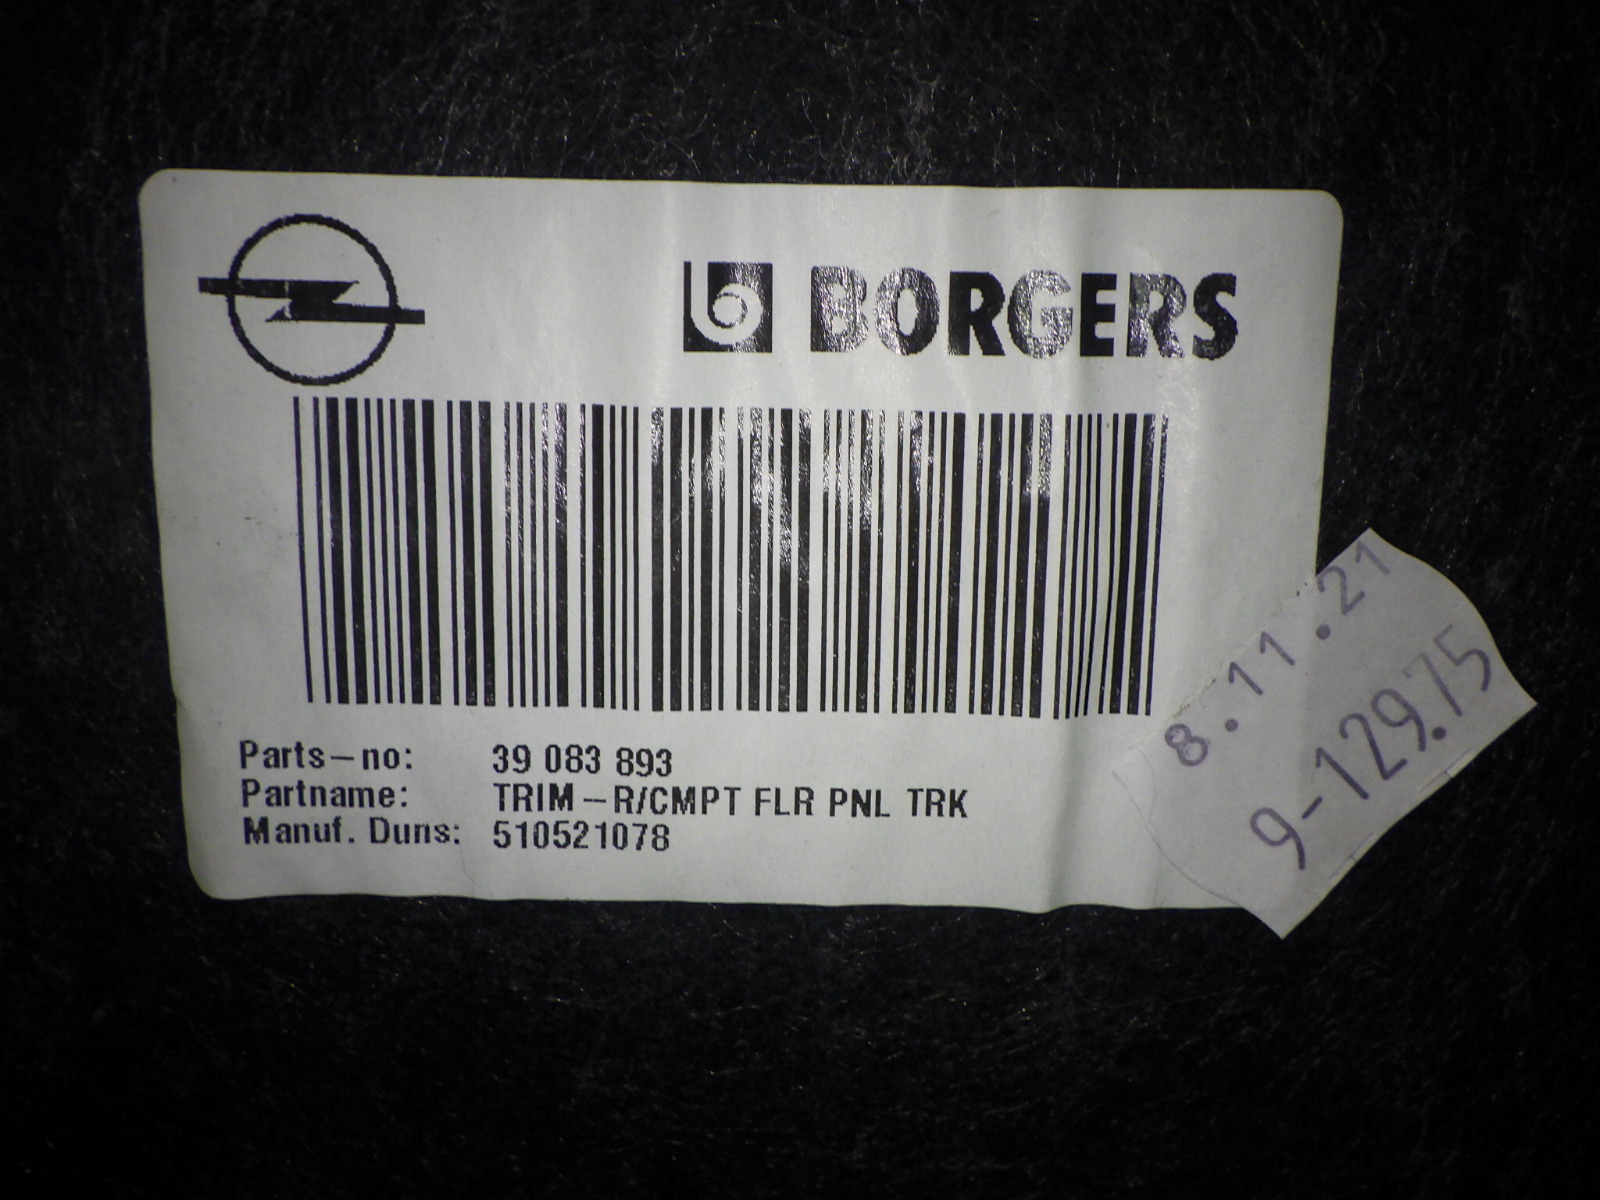 BORGERS
Parts-no: 39 083 893
Partname: TRIM-R/CMPT FLR PNL TRK
Manuf. Duns: 510521078
8.11.21
9-129.75